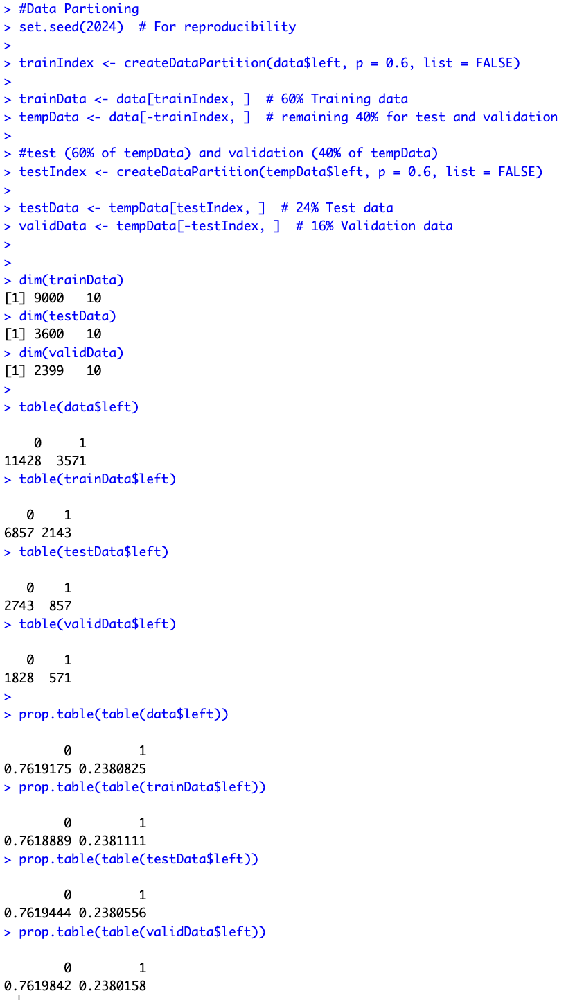 > #Data Partioning
> set.seed(2024)  # For reproducibility
>
> trainIndex <- createDataPartition(data$left, p = 0.6, list = FALSE)
>
> trainData <- data[trainIndex, ]  # 60% Training data
> tempData <- data[-trainIndex, ]  # remaining 40% for test and validation
>
> #test (60% of tempData) and validation (40% of tempData)
> testIndex <- createDataPartition(tempData$left, p = 0.6, list = FALSE)
>
> testData <- tempData[testIndex, ]  # 24% Test data
> validData <- tempData[-testIndex, ]  # 16% Validation data
>
>
> dim(trainData)
[1] 9000   10
> dim(testData)
[1] 3600   10
> dim(validData)
[1] 2399   10
>
> table(data$left)

    0     1
11428  3571
> table(trainData$left)

   0    1
6857 2143
> table(testData$left)

   0    1
2743  857
> table(validData$left)

   0    1
1828  571
>
> prop.table(table(data$left))

        0         1
0.7619175 0.2380825
> prop.table(table(trainData$left))

        0         1
0.7618889 0.2381111
> prop.table(table(testData$left))

        0         1
0.7619444 0.2380556
> prop.table(table(validData$left))

        0         1
0.7619842 0.2380158